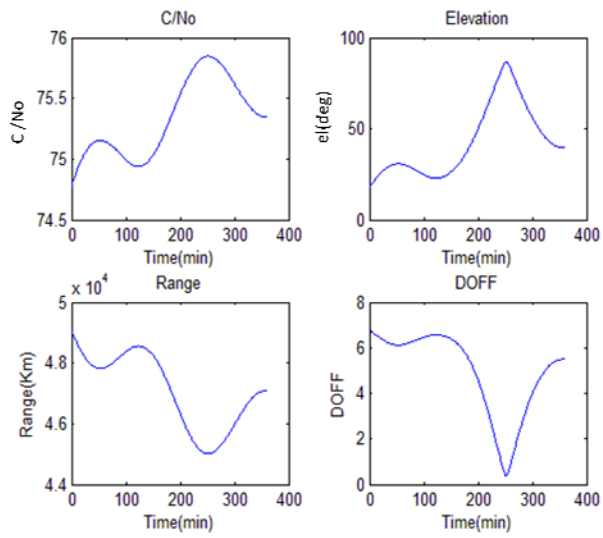 C/No
Elevation
76
75.5
75
74.5
C/No
0 100 200 300 400
Time(min)
100
50
0
el(deg)
0 100 200 300 400
Time(min)
x 10^4
Range
DOFF
5
4.8
4.6
4.4
Range(Km)
0 100 200 300 400
Time(min)
8
6
4
2
0
DOFF
0 100 200 300 400
Time(min)